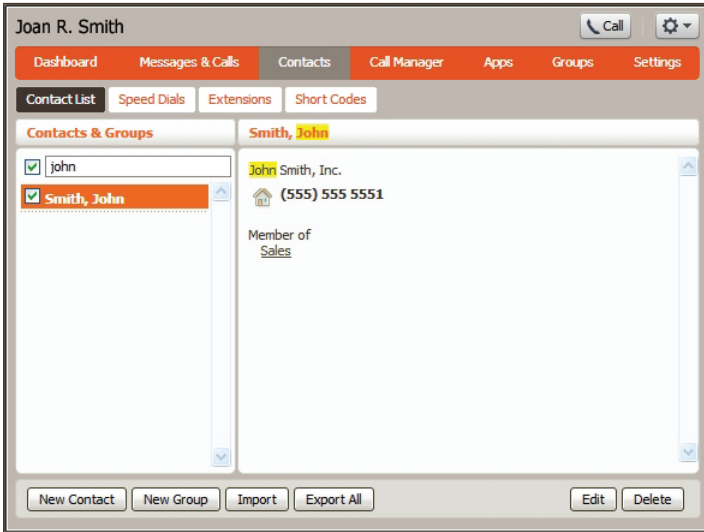 Joan R. Smith Call
Dashboard Messages & Calls Contacts Call Manager Apps Groups Settings
Contact List Speed Dials Extensions Short Codes
Contacts & Groups Smith, John
john
Smith, John
John Smith, Inc.
(555) 555 5551
Member of
Sales
New Contact New Group Import Export All Edit Delete